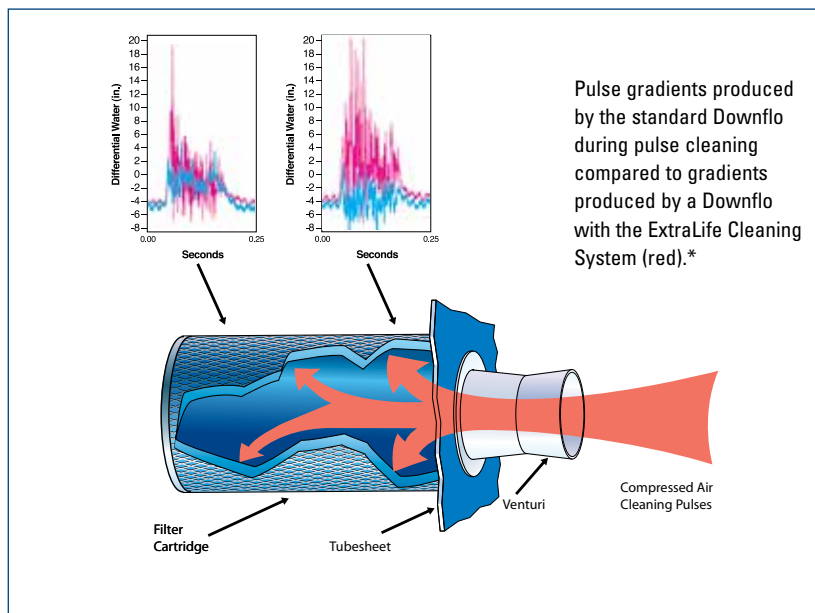 20
18
16
14
12
10
8
6
4
2
0
-2
-4
-6
-8
Differential Water (in.)
0.00
0.25
Seconds
20
18
16
14
12
10
8
6
4
2
0
-2
-4
-6
-8
Differential Water (in.)
0.00
0.25
Seconds
Pulse gradients produced
by the standard Downflo
during pulse cleaning
compared to gradients
produced by a Downflo
with the ExtraLife Cleaning
System (red).*
Filter
Cartridge
Tubesheet
Venturi
Compressed Air
Cleaning Pulses